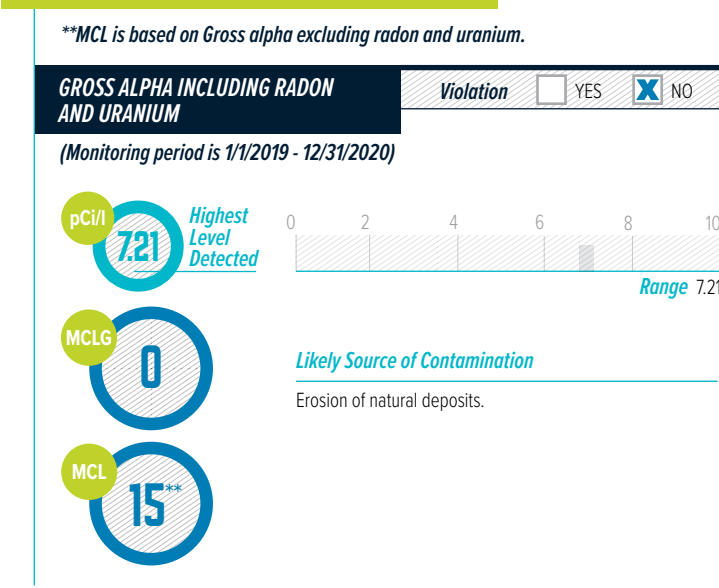 **MCL is based on Gross alpha excluding radon and uranium.
GROSS ALPHA INCLUDING RADON
AND URANIUM
Violation YES X NO
(Monitoring period is 1/1/2019 - 12/31/2020)
pCi/l
7.21
Highest
Level
Detected
0 2 4 6 8 10
Range 7.21
MCLG
0
Likely Source of Contamination
Erosion of natural deposits.
MCL
15**